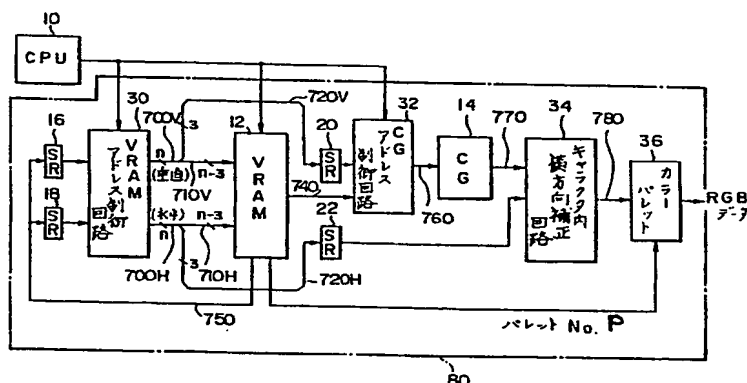 10
CPU
30
700V
720V
12
32
14
34
16
VRAM
アドレス制御
回路
3
20
SR
CG
アドレス
制御回路
CG
770
キャラクタ内
横方向補正
回路
780
36
カラー
パレット
SR
n
(垂直)
n-3
710V
VRAM
740
760
RGB
データ
18
SR
(水平)
n-3
n
3
22
SR
700H
710H
720H
750
パレット No. P
80